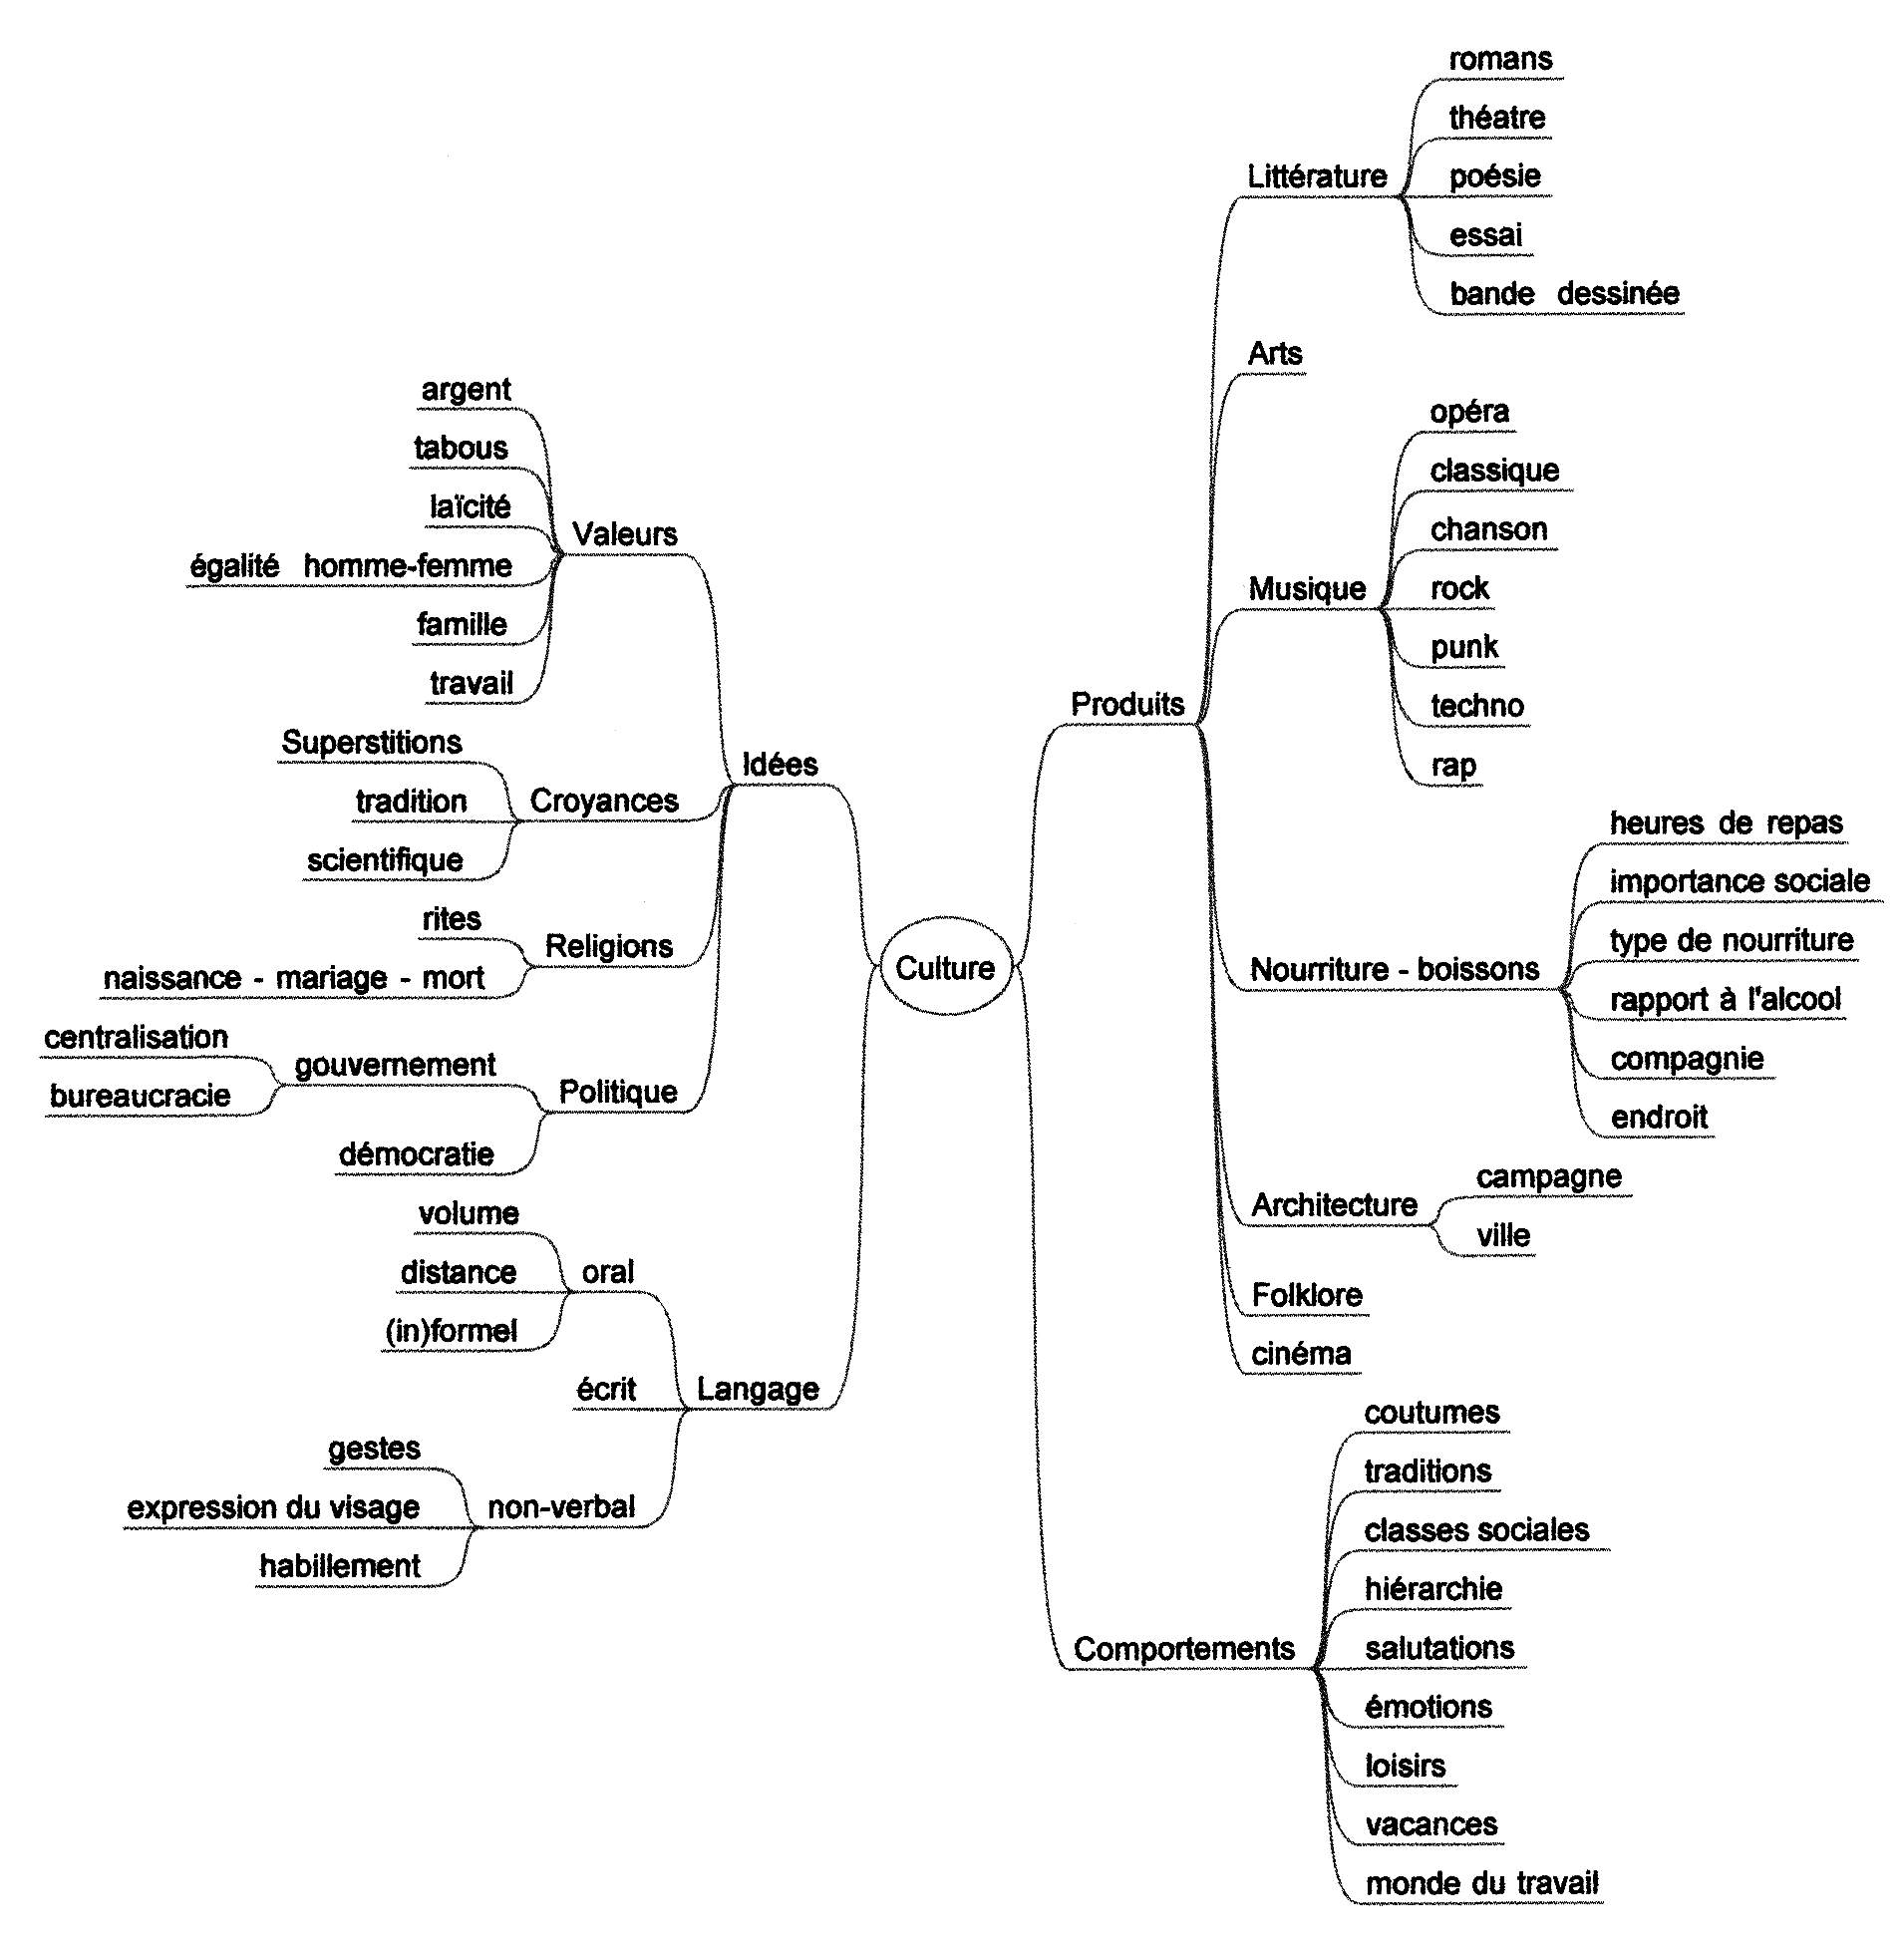 Culture
Idées
Valeurs
argent
tabous
laïcité
égalité homme-femme
famille
travail
Croyances
Superstitions
tradition
scientifique
Religions
rites
naissance - mariage - mort
Politique
gouvernement
centralisation
bureaucracie
démocratie
Langage
oral
volume
distance
(in)formel
écrit
non-verbal
gestes
expression du visage
habillement
Produits
Littérature
romans
théatre
poésie
essai
bande dessinée
Arts
Musique
opéra
classique
chanson
rock
punk
techno
rap
Nourriture - boissons
heures de repas
importance sociale
type de nourriture
rapport à l'alcool
compagnie
endroit
Architecture
campagne
ville
Folklore
cinéma
Comportements
coutumes
traditions
classes sociales
hiérarchie
salutations
émotions
loisirs
vacances
monde du travail